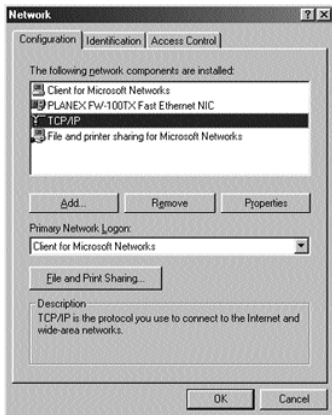 Network
Configuration Identification Access Control
The following network components are installed:
Client for Microsoft Networks
PLANEX FW-100TX Fast Ethernet NIC
TCP/IP
File and printer sharing for Microsoft Networks
Add... Remove Properties
Primary Network Logon:
Client for Microsoft Networks
File and Print Sharing...
Description
TCP/IP is the protocol you use to connect to the Internet and
wide-area networks.
OK Cancel